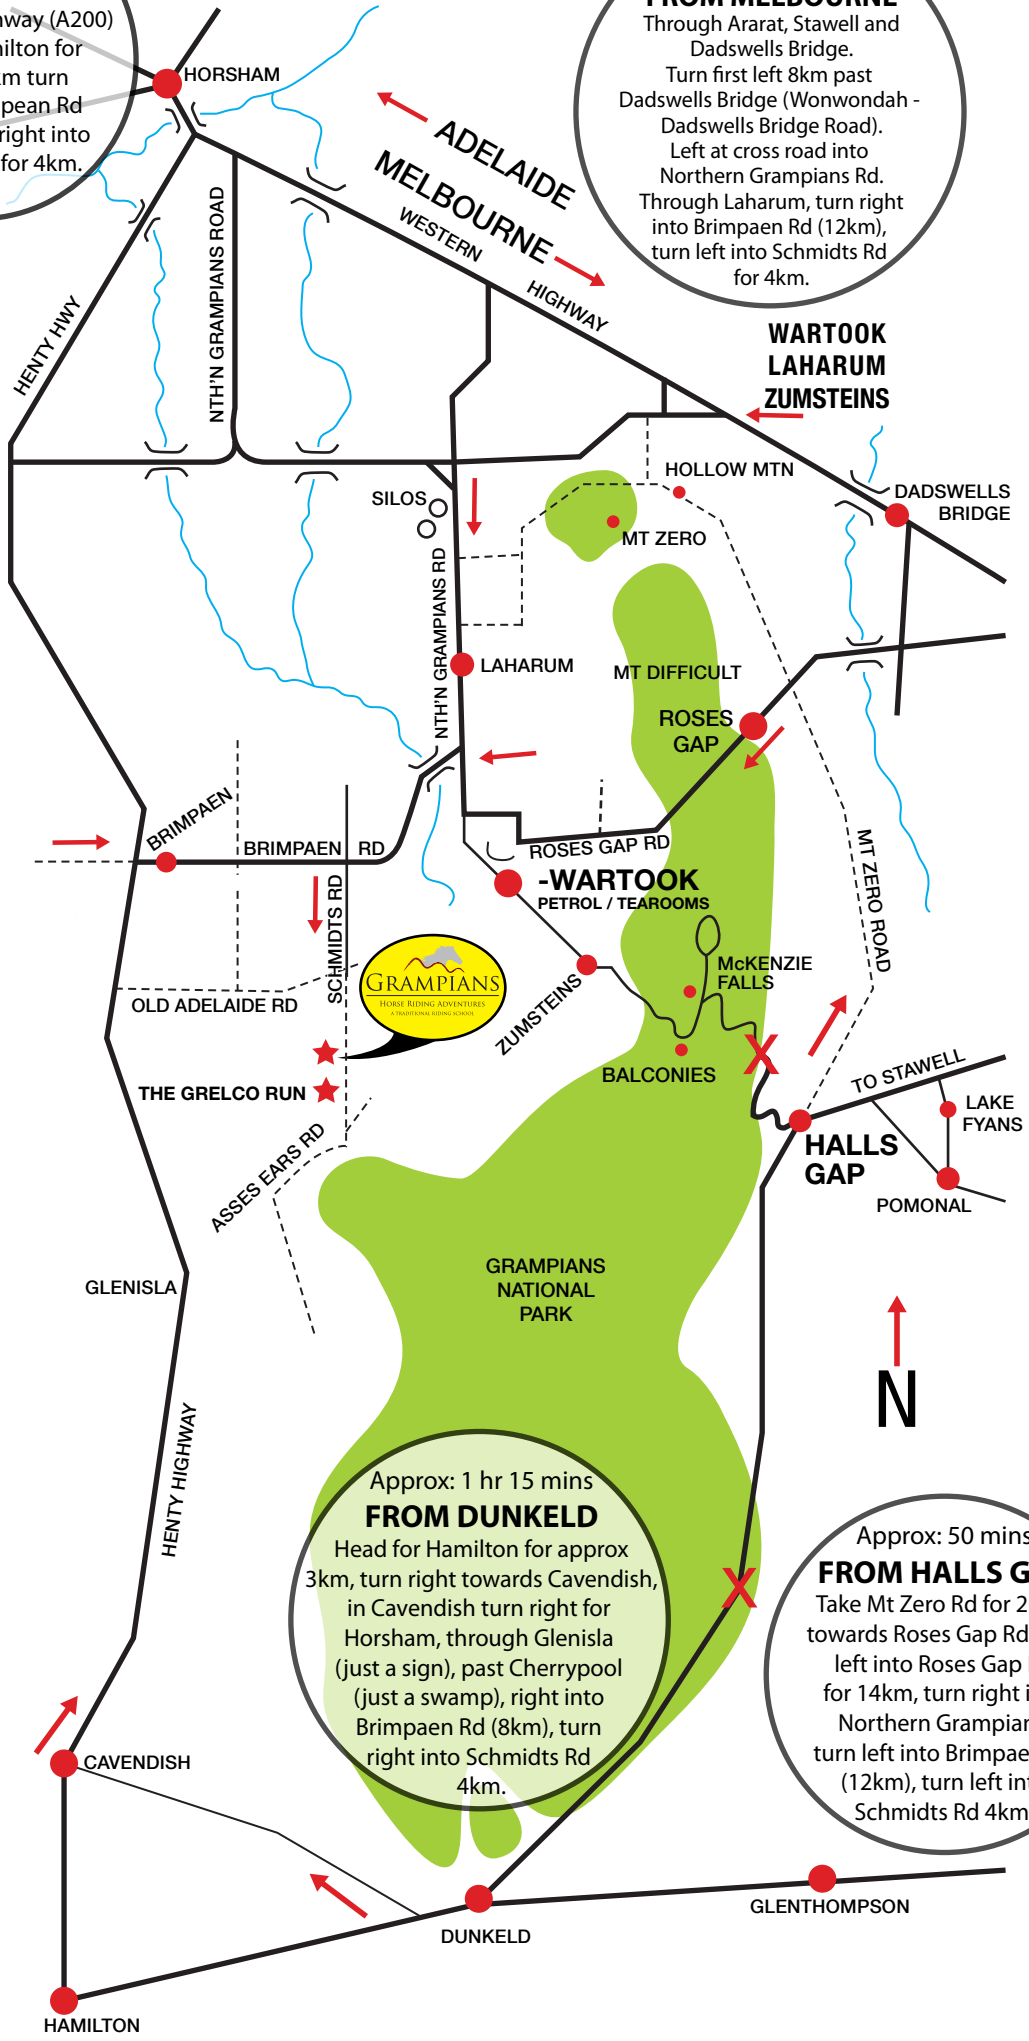 (A200)
for
km turn
Rd
right into
for 4km.
FROM MELBOURNE
Through Ararat, Stawell and
Dadswells Bridge.
Turn first left 8km past
Dadswells Bridge (Wonwondah -
Dadswells Bridge Road).
Left at cross road into
Northern Grampians Rd.
Through Laharum, turn right
into Brimpaen Rd (12km),
turn left into Schmidts Rd
for 4km.
HORSHAM
ADELAIDE
MELBOURNE
WESTERN
HIGHWAY
HENTY HWY
NTH'N GRAMPIANS ROAD
WARTOOK
LAHARUM
ZUMSTEINS
HOLLOW MTN
SILOS
DADSWELLS
BRIDGE
MT ZERO
NTH'N GRAMPIANS RD
LAHARUM
MT DIFFICULT
ROSES
GAP
BRIMPAEN
BRIMPAEN RD
ROSES GAP RD
-WARTOOK
PETROL / TEAROOMS
MT ZERO ROAD
SCHMIDTS RD
GRAMPIANS
HORSE RIDING ADVENTURES
A TRADITIONAL RIDING SCHOOL
McKENZIE
FALLS
ZUMSTEINS
OLD ADELAIDE RD
X
BALCONIES
THE GRELCO RUN
TO STAWELL
LAKE
FYANS
HALLS
GAP
POMONAL
ASSES EARS RD
GRAMPIANS
NATIONAL
PARK
GLENISLA
N
HENTY HIGHWAY
Approx: 1 hr 15 mins
FROM DUNKELD
Head for Hamilton for approx
3km, turn right towards Cavendish,
in Cavendish turn right for
Horsham, through Glenisla
(just a sign), past Cherrypool
(just a swamp), right into
Brimpaen Rd (8km), turn
right into Schmidts Rd
4km.
X
Approx: 50 mins
FROM HALLS
Take Mt Zero Rd for
towards Roses Gap Rd
left into Roses Gap
for 14km, turn right
Northern
turn left into
(12km), turn left
Schmidts Rd 4km
CAVENDISH
GLENTHOMPSON
DUNKELD
HAMILTON